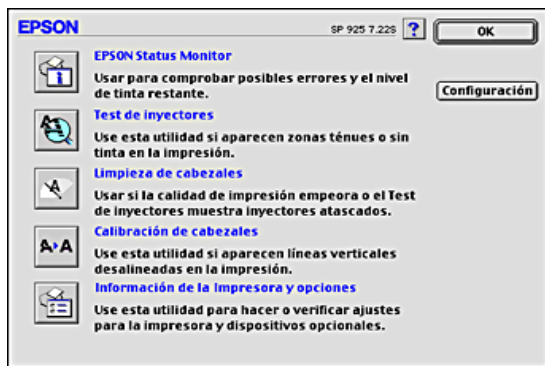 EPSON
SP 925 7.22S
?
OK
EPSON Status Monitor
Usar para comprobar posibles errores y el nivel
de tinta restante.
Configuración
Test de inyectores
Use esta utilidad si aparecen zonas ténues o sin
tinta en la impresión.
Limpieza de cabezales
Usar si la calidad de impresión empeora o el Test
de inyectores muestra inyectores atascados.
Calibración de cabezales
A A
Use esta utilidad si aparecen líneas verticales
desalineadas en la impresión.
Información de la Impresora y opciones
Use esta utilidad para hacer o verificar ajustes
para la impresora y dispositivos opcionales.